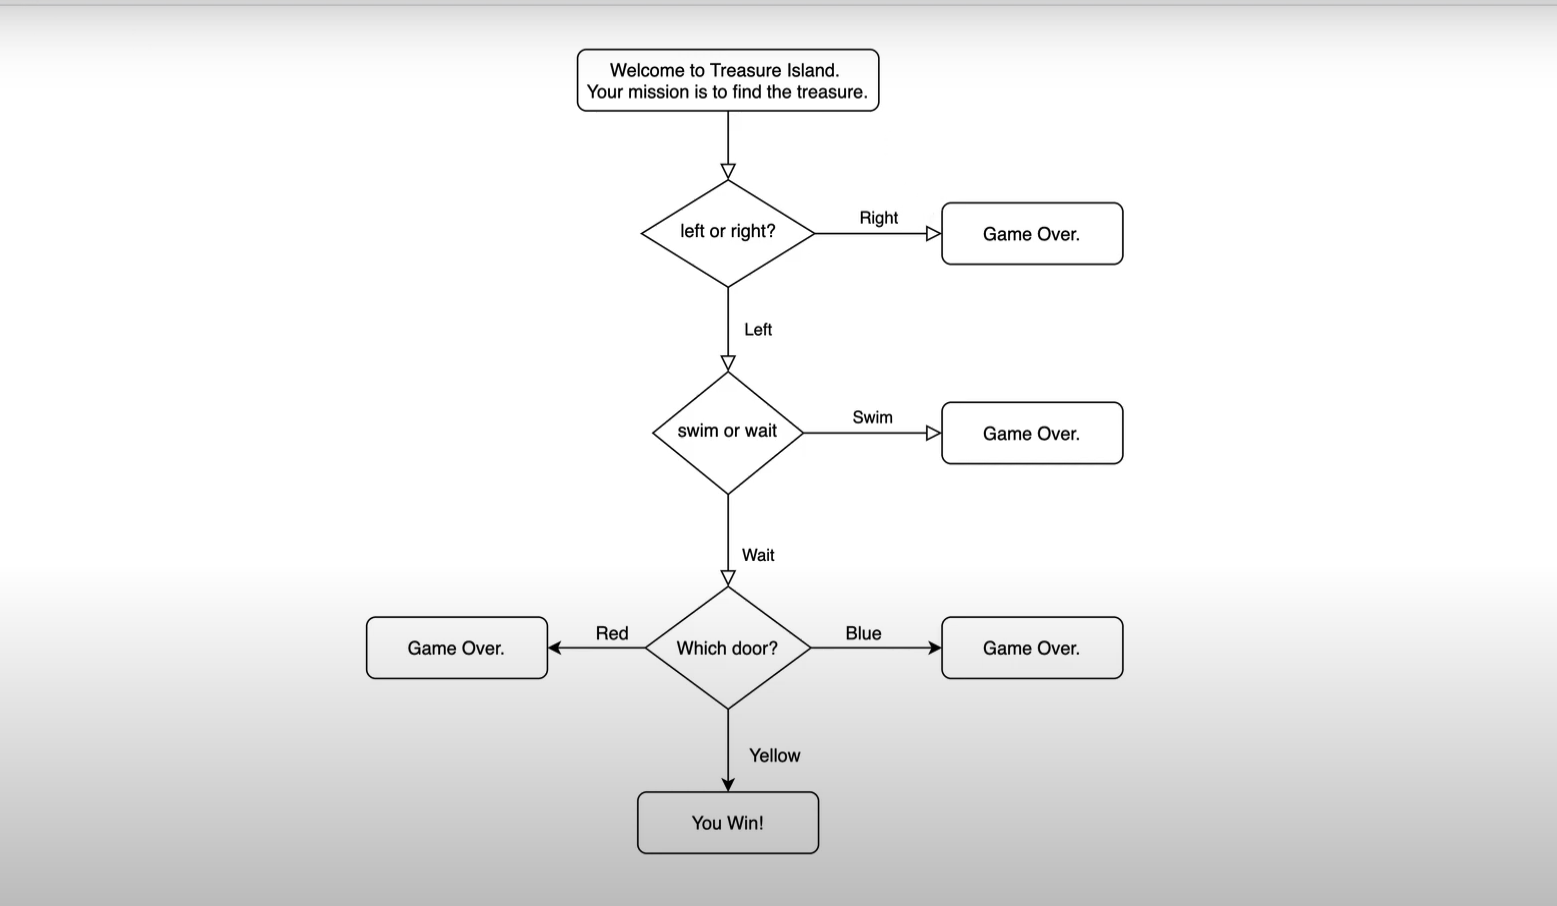 Welcome to Treasure Island.
Your mission is to find the treasure.
left or right?
Right
Game Over.
Left
swim or wait
Swim
Game Over.
Wait
Game Over.
Red
Which door?
Blue
Game Over.
Yellow
You Win!